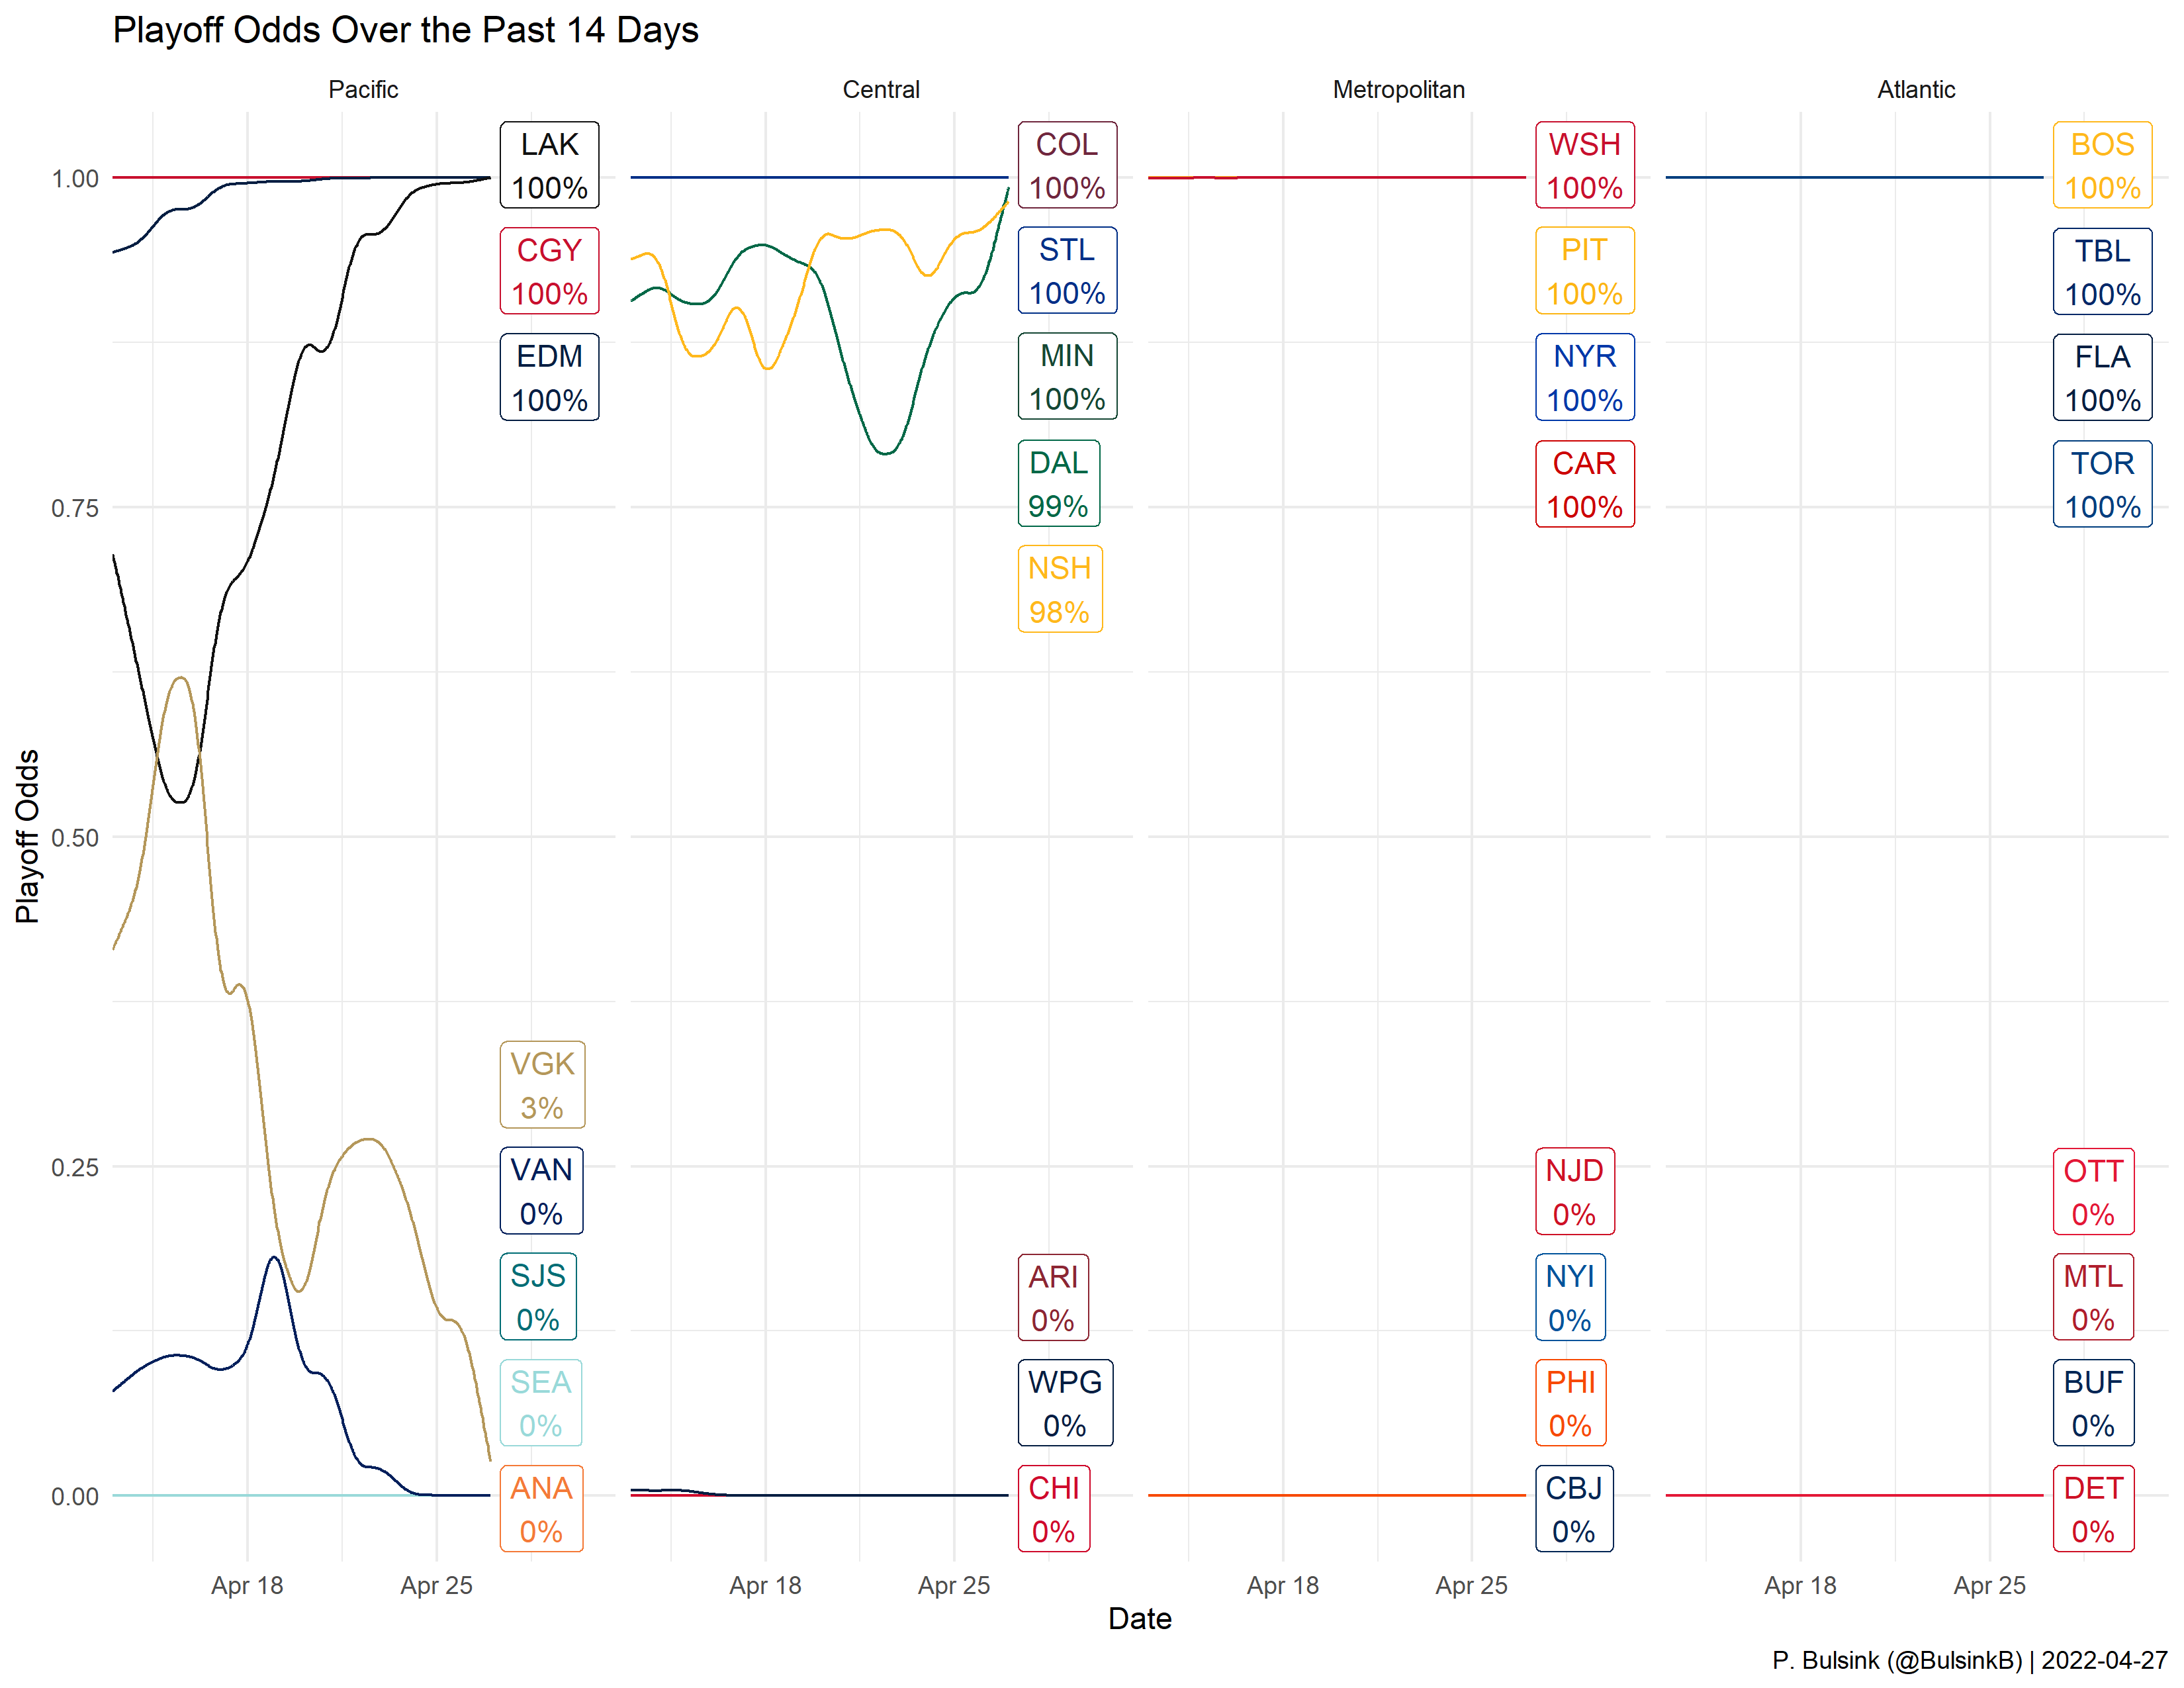 Playoff Odds Over the Past 14 Days
Pacific
Central
Metropolitan
Atlantic
Playoff Odds
1.00
0.75
0.50
0.25
0.00
LAK
100%
CGY
100%
EDM
100%
VGK
3%
VAN
0%
SJS
0%
SEA
0%
ANA
0%
COL
100%
STL
100%
MIN
100%
DAL
99%
NSH
98%
ARI
0%
WPG
0%
CHI
0%
WSH
100%
PIT
100%
NYR
100%
CAR
100%
NJD
0%
NYI
0%
PHI
0%
CBJ
0%
BOS
100%
TBL
100%
FLA
100%
TOR
100%
OTT
0%
MTL
0%
BUF
0%
DET
0%
Apr 18
Apr 25
Apr 18
Apr 25
Apr 18
Apr 25
Apr 18
Apr 25
Date
P. Bulsink (@BulsinkB) | 2022-04-27